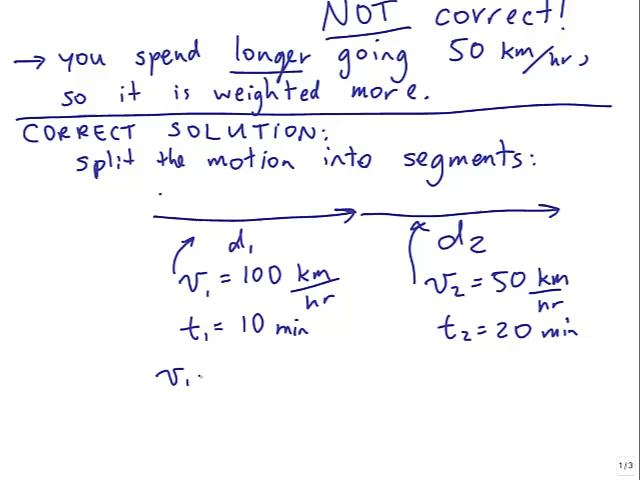 NOT correct!
→ you spend longer going 50 km/hr,
so it is weighted more.
CORRECT SOLUTION:
split the motion into segments:
d₁ d₂
v₁ = 100 km/hr v₂ = 50 km/hr
t₁ = 10 min t₂ = 20 min
v₁
1/3